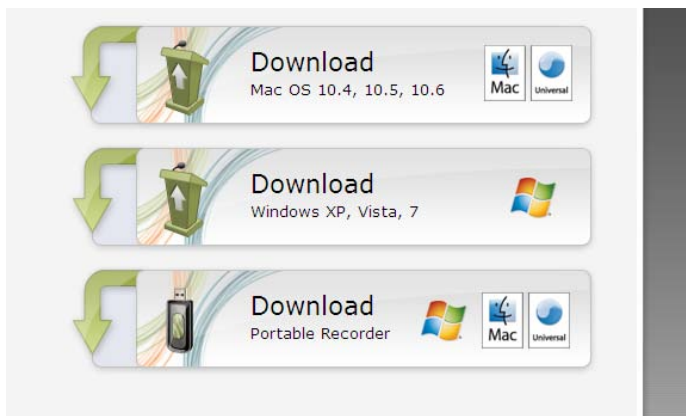 Download
Mac OS 10.4, 10.5, 10.6
Mac
Universal
Download
Windows XP, Vista, 7
Download
Portable Recorder
Mac
Universal